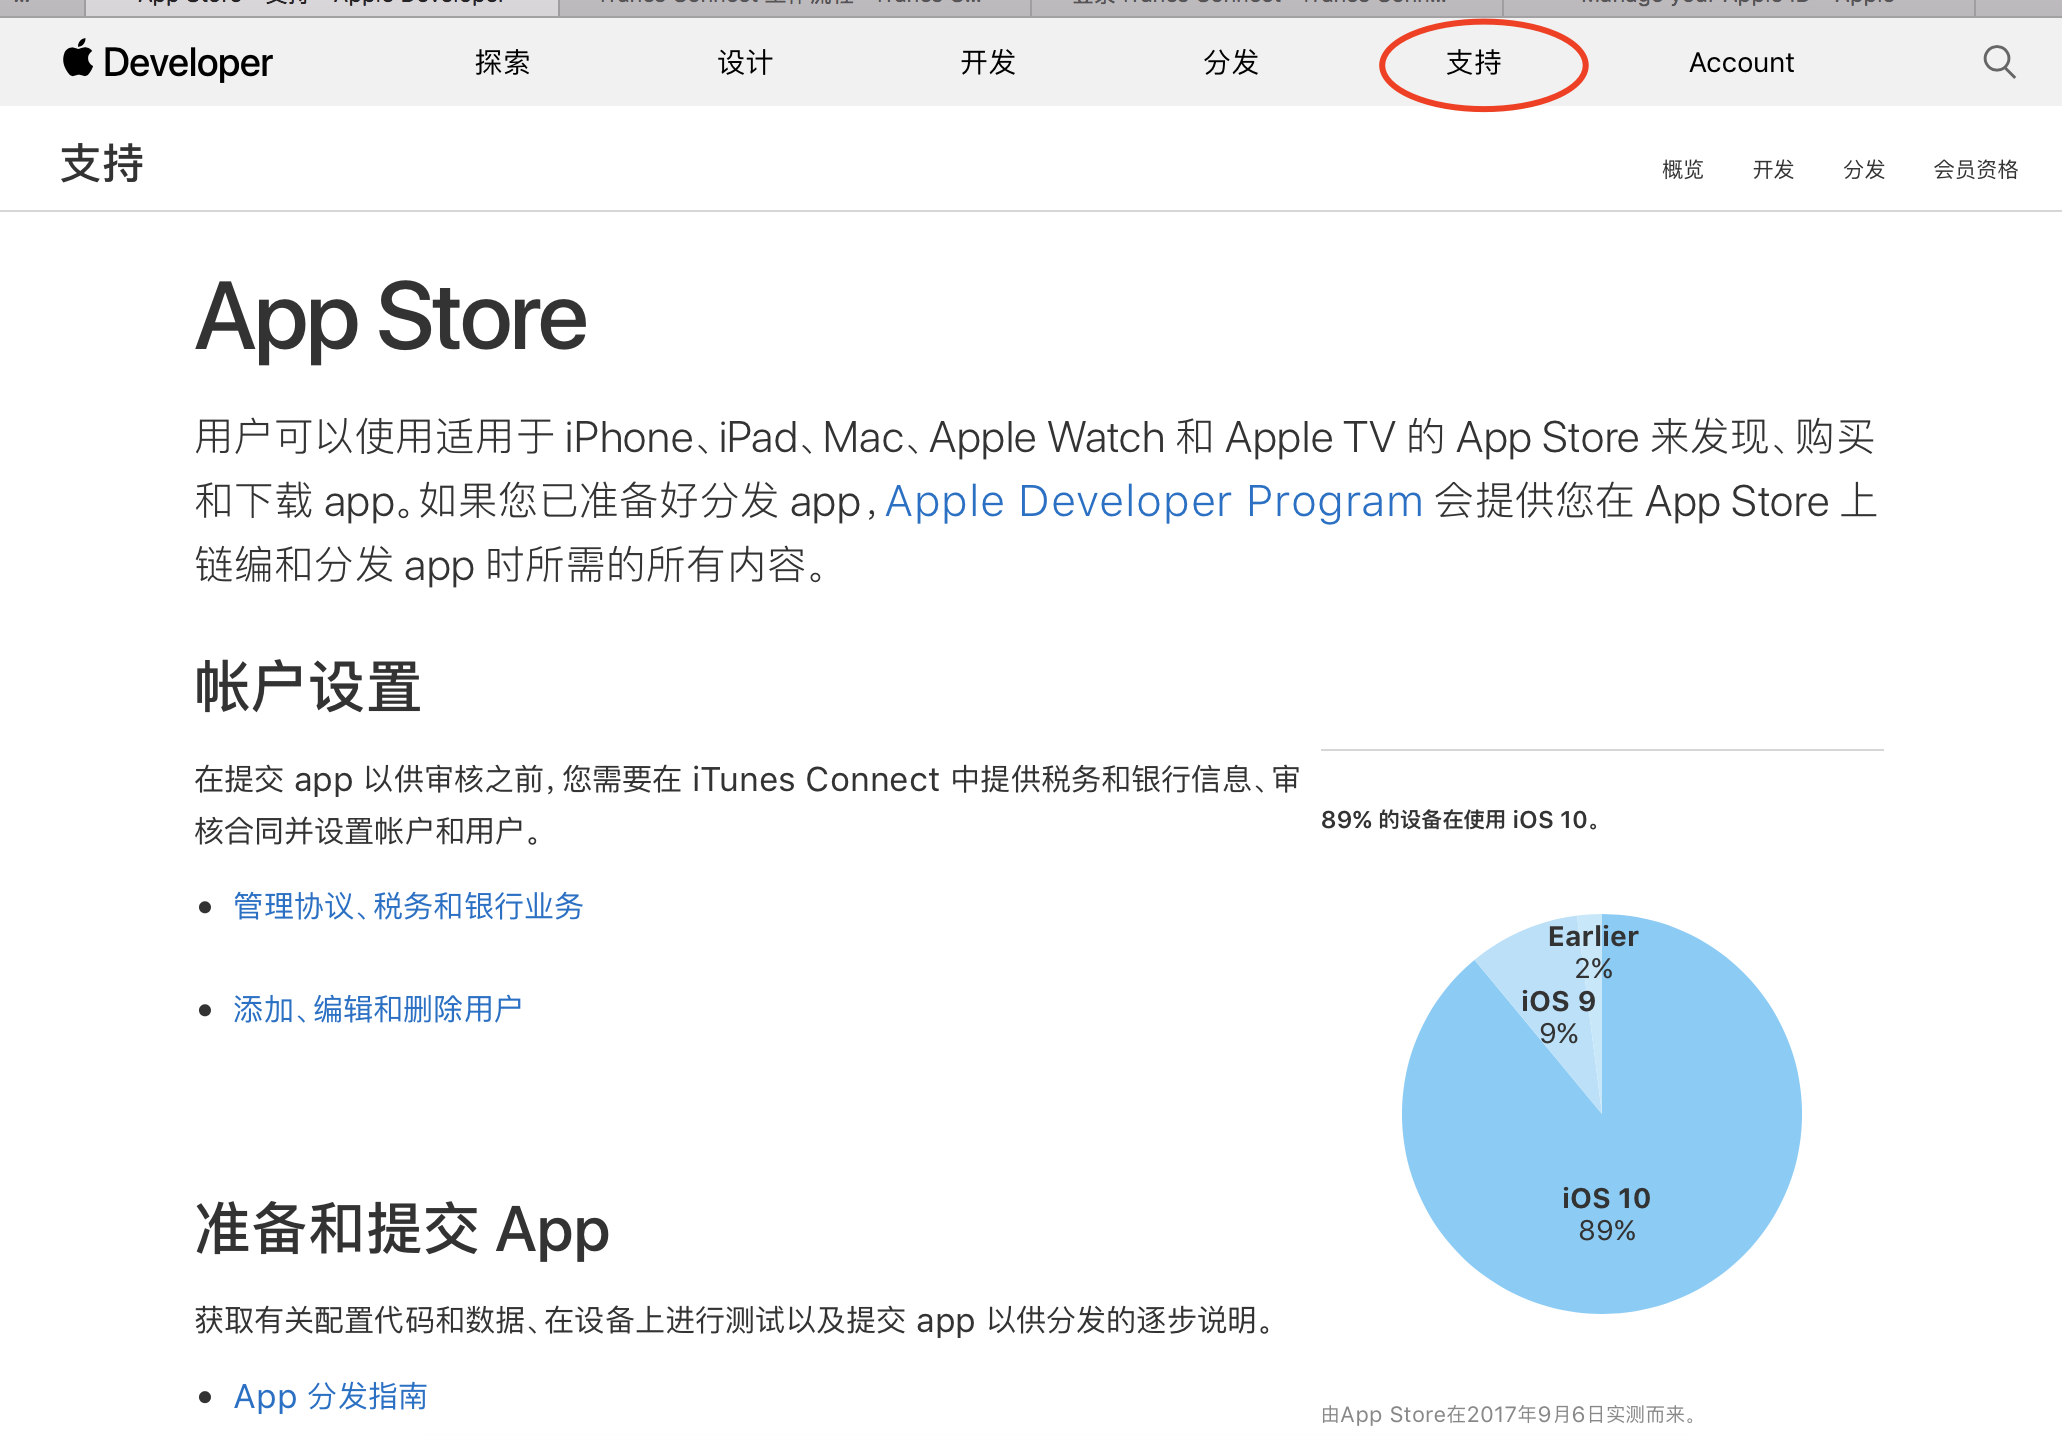 Developer
探索
设计
开发
分发
支持
Account
支持
概览
开发
分发
会员资格
App Store
用户可以使用适用于 iPhone、iPad、Mac、Apple Watch 和 Apple TV 的 App Store 来发现、购买
和下载 app。如果您已准备好分发 app，Apple Developer Program 会提供您在 App Store 上
链编和分发 app 时所需的所有内容。
帐户设置
在提交 app 以供审核之前，您需要在 iTunes Connect 中提供税务和银行信息、审
核合同并设置帐户和用户。
• 管理协议、税务和银行业务
• 添加、编辑和删除用户
89% 的设备在使用 iOS 10。
Earlier
2%
iOS 9
9%
iOS 10
89%
准备和提交 App
获取有关配置代码和数据、在设备上进行测试以及提交 app 以供分发的逐步说明。
• App 分发指南
由App Store在2017年9月6日实测而来。